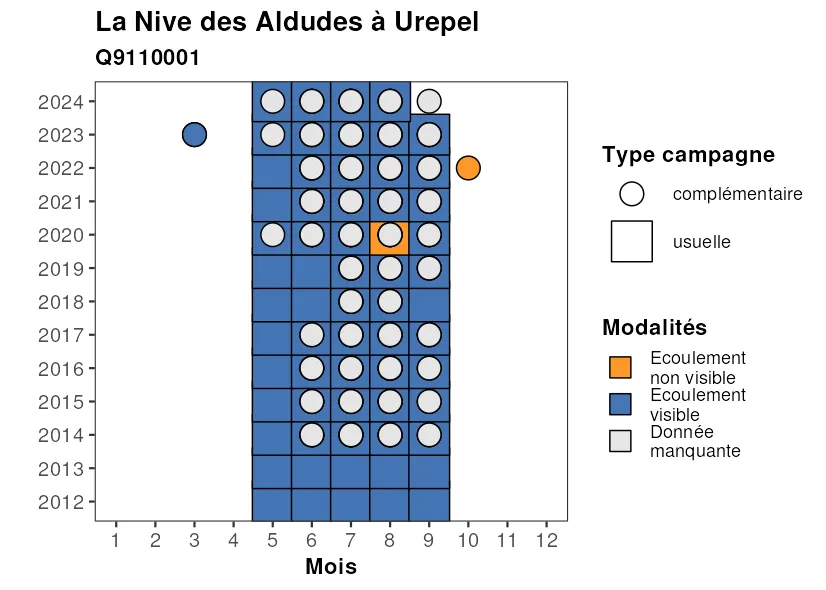 La Nive des Aldudes à Urepel
Q9110001
2024
2023
2022
2021
2020
2019
2018
2017
2016
2015
2014
2013
2012
1 2 3 4 5 6 7 8 9 10 11 12
Mois
Type campagne
complémentaire
usuelle
Modalités
Ecoulement
non visible
Ecoulement
visible
Donnée
manquante